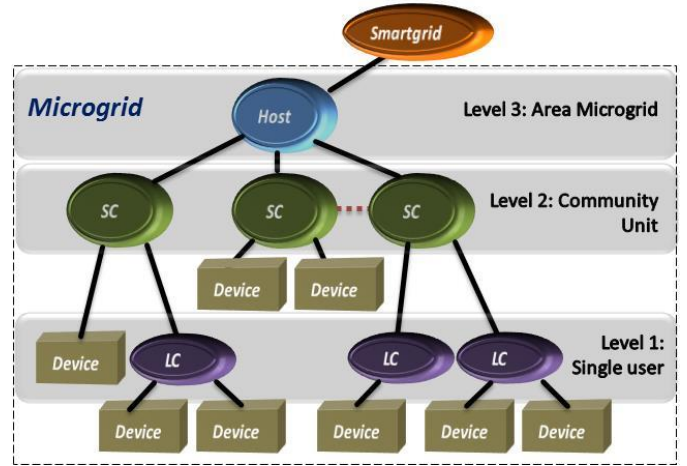 Smartgrid
Microgrid
Host
Level 3: Area Microgrid
SC
SC
SC
Level 2: Community
Unit
Device
Device
Device
LC
LC
LC
Level 1:
Single user
Device
Device
Device
Device
Device